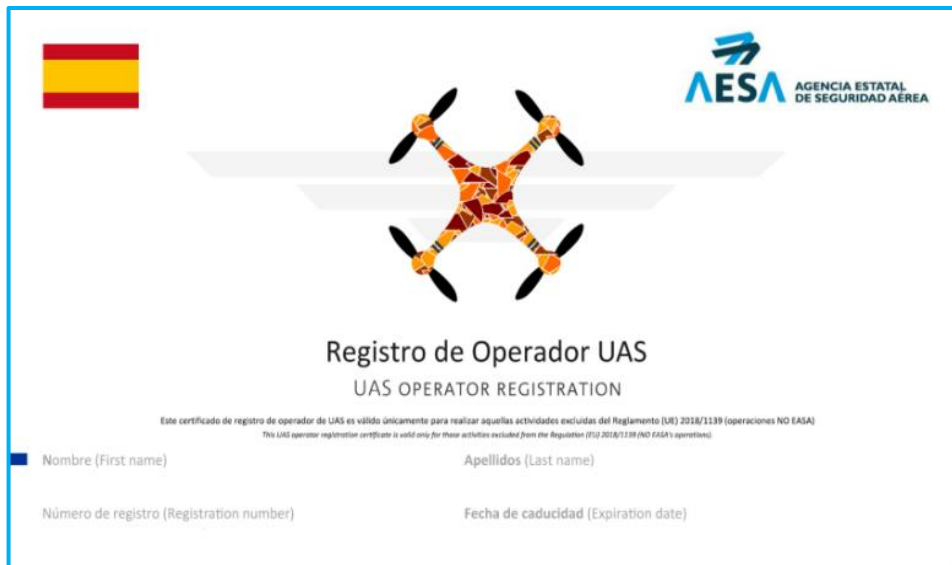 AESA AGENCIA ESTATAL
DE SEGURIDAD AÉREA
Registro de Operador UAS
UAS OPERATOR REGISTRATION
Este certificado de registro de operador de UAS es válido únicamente para realizar aquellas actividades excluidas del Reglamento (UE) 2018/1139 (operaciones NO EASA)
This UAS operator registration certificate is valid only for those activities excluded from the Regulation (EU) 2018/1139 (NO EASA's operations).
Nombre (First name) Apellidos (Last name)
Número de registro (Registration number) Fecha de caducidad (Expiration date)